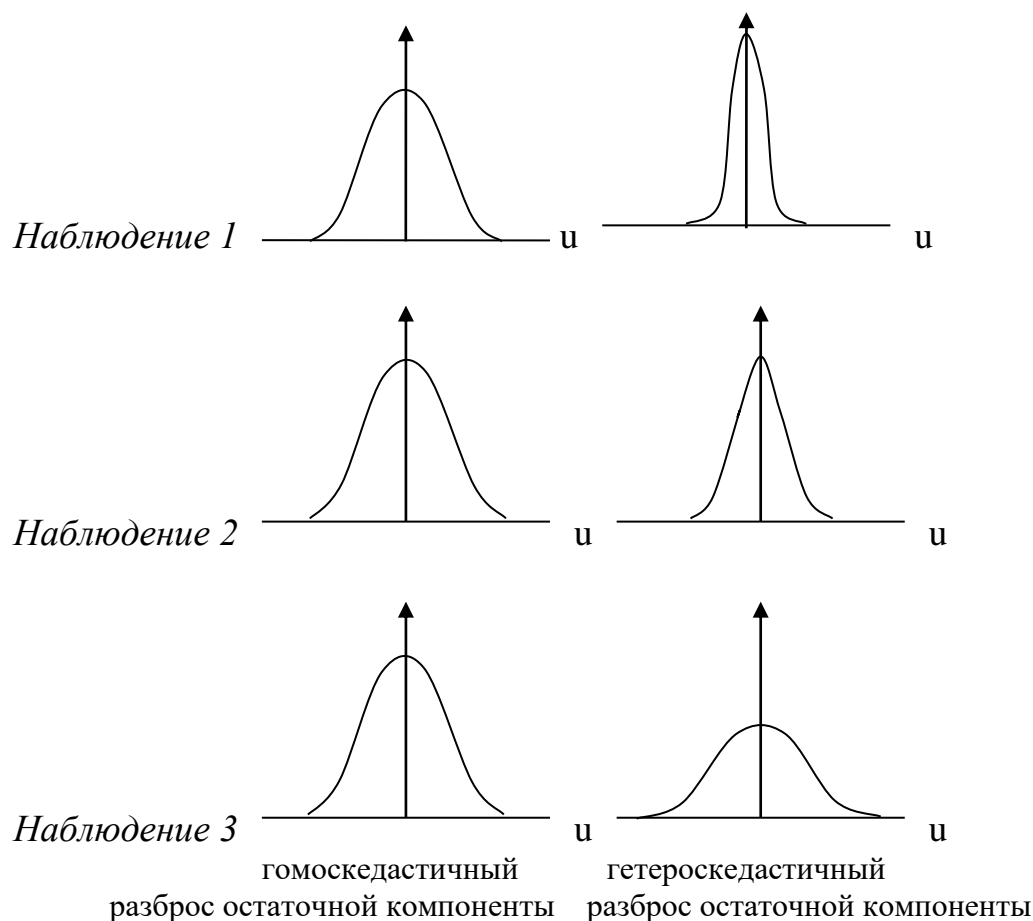 Наблюдение 1 u u
Наблюдение 2 u u
Наблюдение 3 u u
гомоскедастичный гетероскедастичный
разброс остаточной компоненты разброс остаточной компоненты